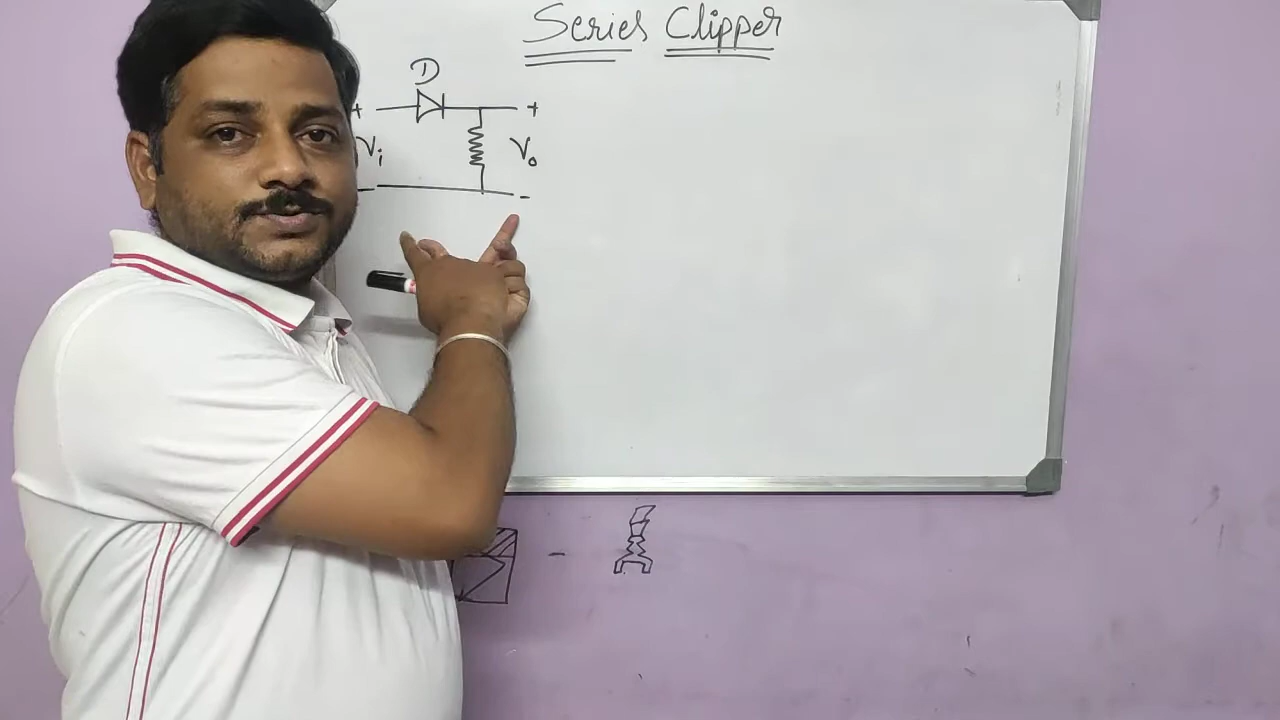 Series Clipper
D
+ +
Vi Vo
- -